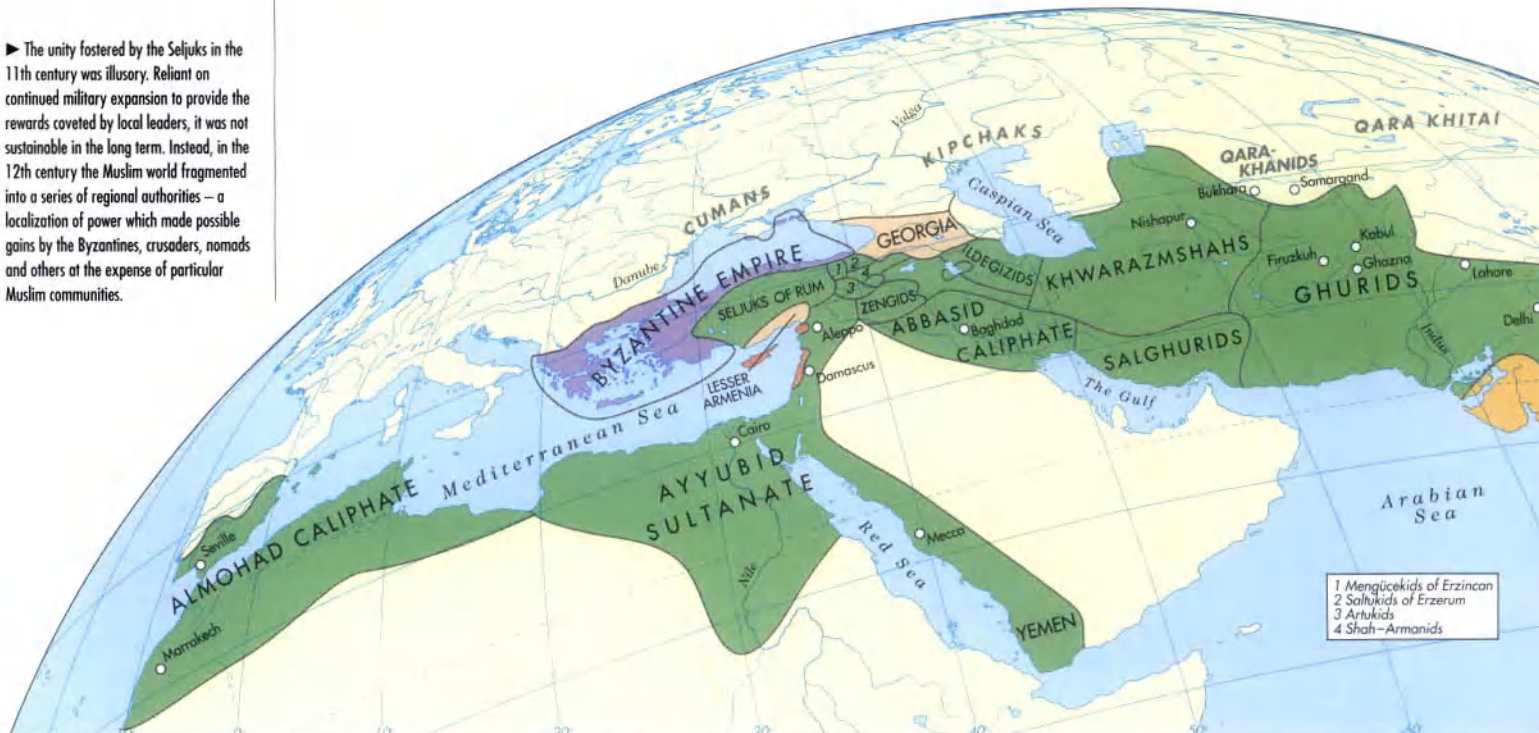 ► The unity fostered by the Seljuks in the
11th century was illusory. Reliant on
continued military expansion to provide the
rewards coveted by local leaders, it was not
sustainable in the long term. Instead, in the
12th century the Muslim world fragmented
into a series of regional authorities – a
localization of power which made possible
gains by the Byzantines, crusaders, nomads
and others at the expense of particular
Muslim communities.
Volga
KIPCHAKS
QARA KHITAI
QARA-
KHANIDS
Bukhara
Samarqand
CUMANS
Caspian Sea
Nishapur
GEORGIA
Danube
BYZANTINE EMPIRE
1
2
3
4
ILDEGIZIDS
KHWARAZMSHAHS
Firuzkuh
Kabul
Ghazna
GHURIDS
Lahore
Delhi
Indus
SELJUKS OF RUM
ZENGIDS
ABBASID
CALIPHATE
Baghdad
SALGHURIDS
Aleppo
Damascus
LESSER
ARMENIA
The Gulf
Mediterranean Sea
Cairo
AYYUBID
SULTANATE
Nile
Red Sea
Mecca
YEMEN
Arabian
Sea
Seville
ALMOHAD CALIPHATE
Marrakech
1 Mengücekids of Erzincan
2 Saltukids of Erzerum
3 Artukids
4 Shah–Armanids
0°
10°
20°
30°
40°
50°